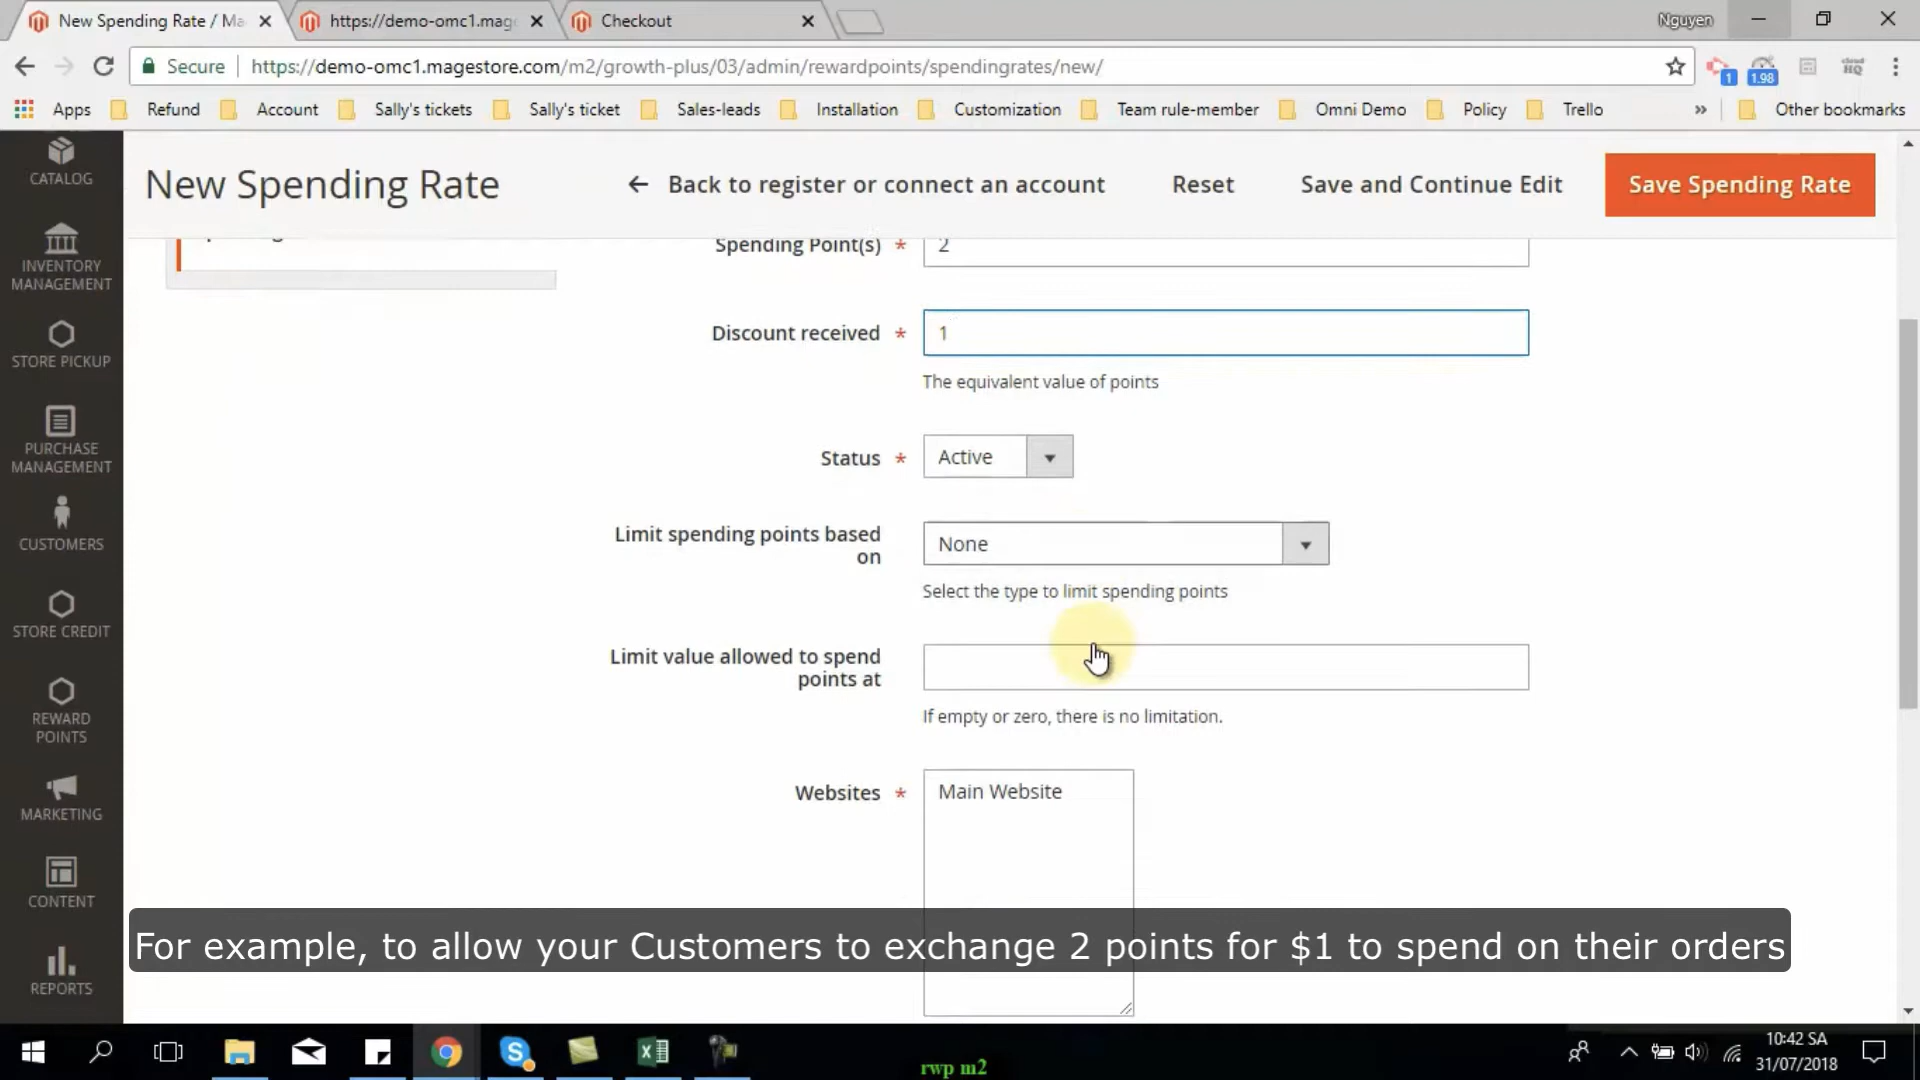 New Spending Rate / Ma
https://demo-omc1.mag
Checkout
Nguyen
Secure
https://demo-omc1.magestore.com/m2/growth-plus/03/admin/rewardpoints/spendingrates/new/
1
1.98
cloud
HQ
Apps
Refund
Account
Sally's tickets
Sally's ticket
Sales-leads
Installation
Customization
Team rule-member
Omni Demo
Policy
Trello
»
Other bookmarks
CATALOG
INVENTORY
MANAGEMENT
STORE PICKUP
PURCHASE
MANAGEMENT
CUSTOMERS
STORE CREDIT
REWARD
POINTS
MARKETING
CONTENT
REPORTS
New Spending Rate
Back to register or connect an account
Reset
Save and Continue Edit
Save Spending Rate
Spending Point(s) *
2
Discount received *
1
The equivalent value of points
Status *
Active
Limit spending points based
on
None
Select the type to limit spending points
Limit value allowed to spend
points at
If empty or zero, there is no limitation.
Websites *
Main Website
For example, to allow your Customers to exchange 2 points for $1 to spend on their orders
rwp m2
10:42 SA
31/07/2018